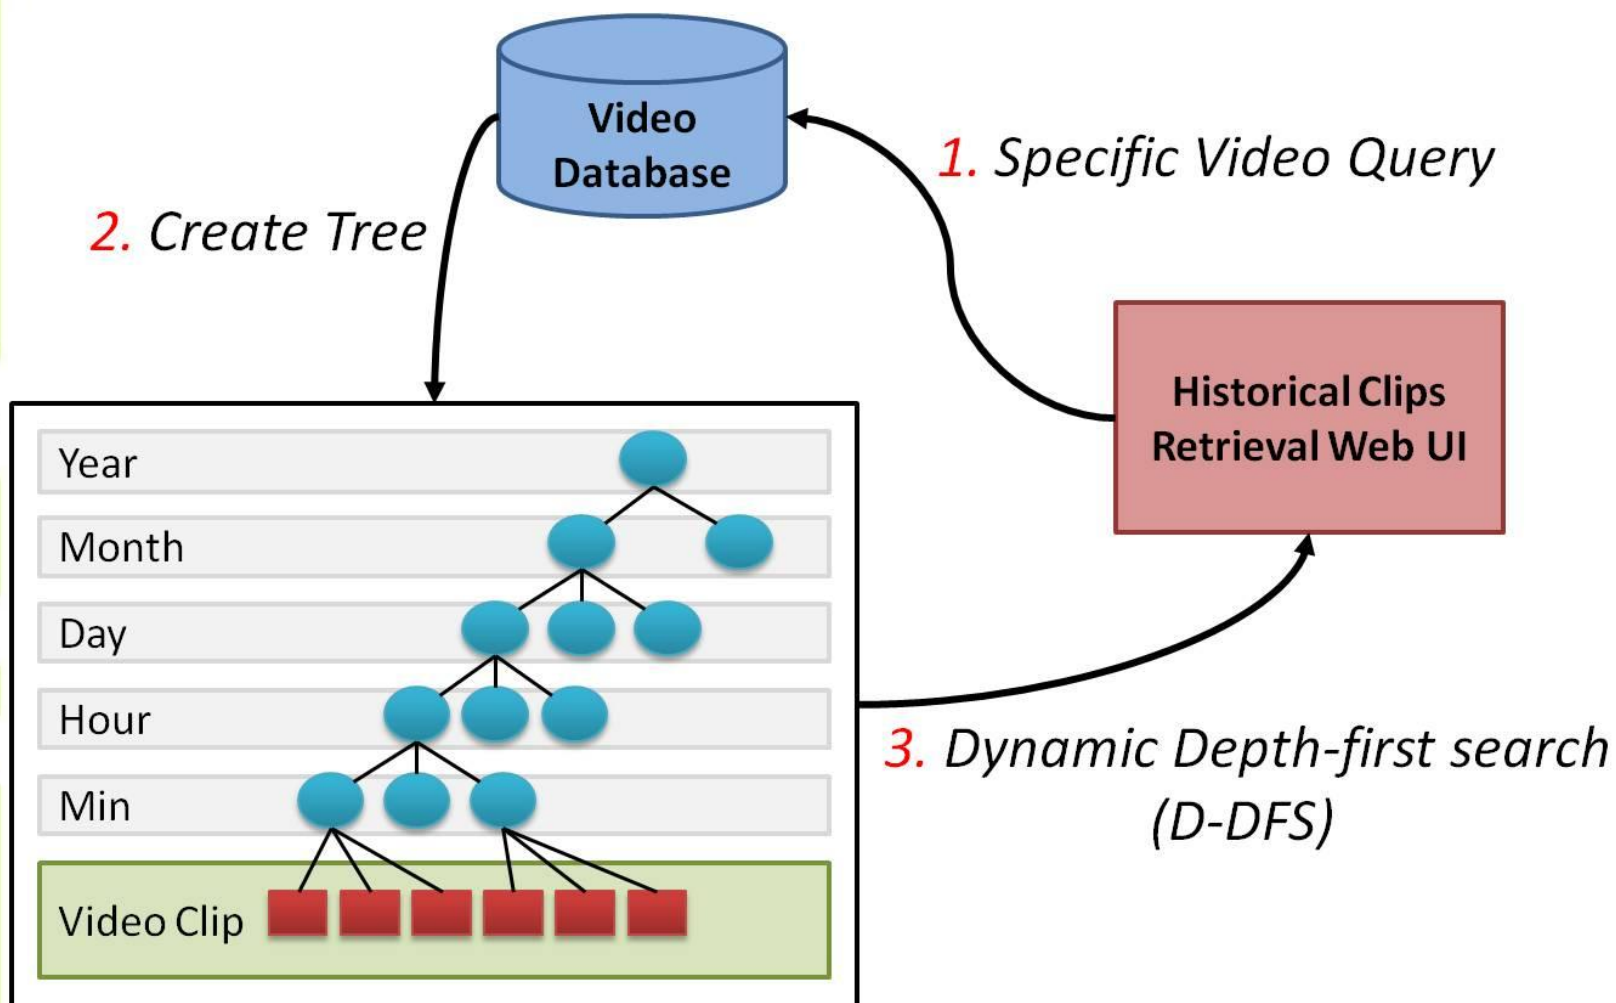 Video
Database
1. Specific Video Query
2. Create Tree
Historical Clips
Retrieval Web UI
Year
Month
Day
Hour
Min
Video Clip
3. Dynamic Depth-first search
(D-DFS)